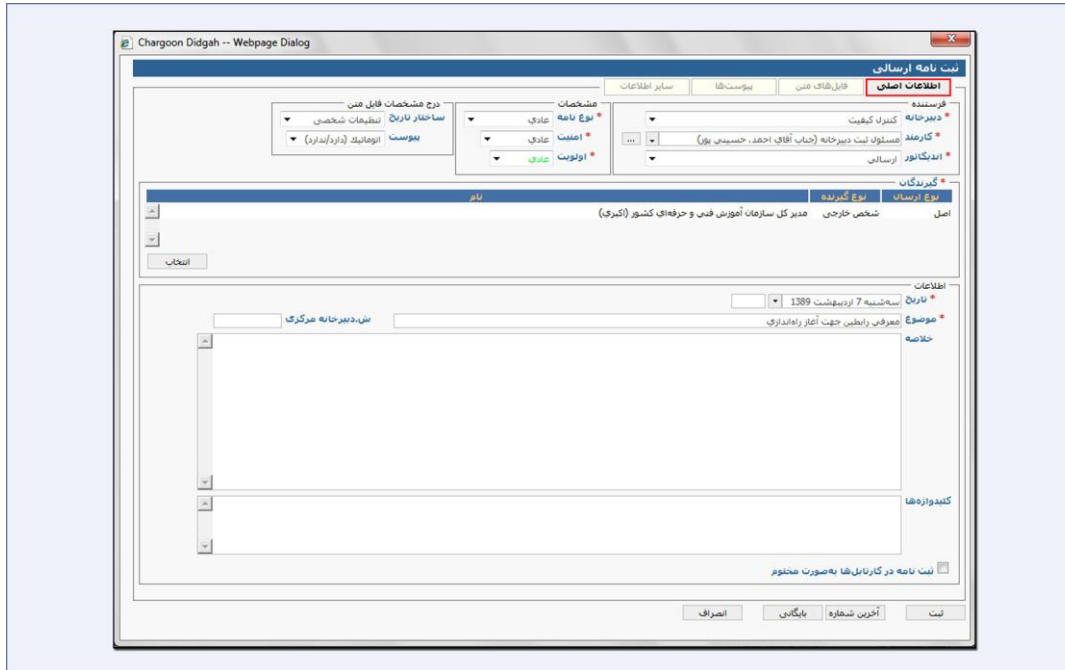 Chargoon Didgah -- Webpage Dialog
ثبت نامه ارسالی
اطلاعات اصلی
فایل‌های متن
پیوست‌ها
سایر اطلاعات
فرستنده
* دبیرخانه کنترل کیفیت
* کارمند مسئول ثبت دبیرخانه (جناب آقای احمد، حسینی پور) ...
* اندیکاتور ارسالی
مشخصات
* نوع نامه عادی
* امنیت عادی
* اولویت عادی
درج مشخصات فایل متن
ساختار تاریخ تنظیمات شخصی
پیوست اتوماتیک (دارد/ندارد)
* گیرندگان
نوع ارسال نوع گیرنده نام
اصل شخص خارجی مدیر کل سازمان آموزش فنی و حرفه‌ای کشور (اکبری)
انتخاب
اطلاعات
* تاریخ سه‌شنبه 7 اردیبهشت 1389
* موضوع معرفی رابطین جهت آغاز راه‌اندازی
ش.دبیرخانه مرکزی
خلاصه
کلیدواژه‌ها
ثبت نامه در کارتابل‌ها به‌صورت مختوم
ثبت آخرین شماره بایگانی انصراف